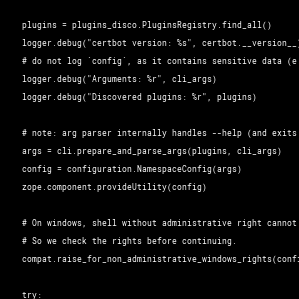 plugins = plugins_disco.PluginsRegistry.find_all()
logger.debug("certbot version: %s", certbot.__version__)
# do not log `config`, as it contains sensitive data (e
logger.debug("Arguments: %r", cli_args)
logger.debug("Discovered plugins: %r", plugins)
# note: arg parser internally handles --help (and exits
args = cli.prepare_and_parse_args(plugins, cli_args)
config = configuration.NamespaceConfig(args)
zope.component.provideUtility(config)
# On windows, shell without administrative right cannot
# So we check the rights before continuing.
compat.raise_for_non_administrative_windows_rights(confi
try: